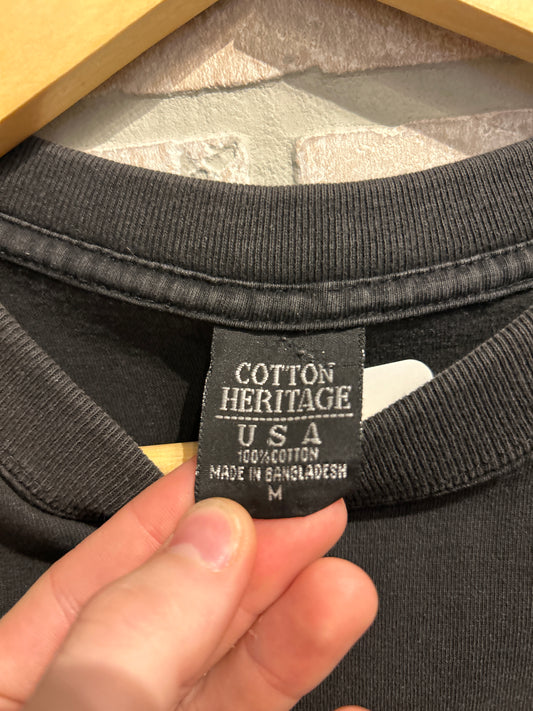 COTTON
HERITAGE
USA
100% COTTON
MADE IN BANGLADESH
M